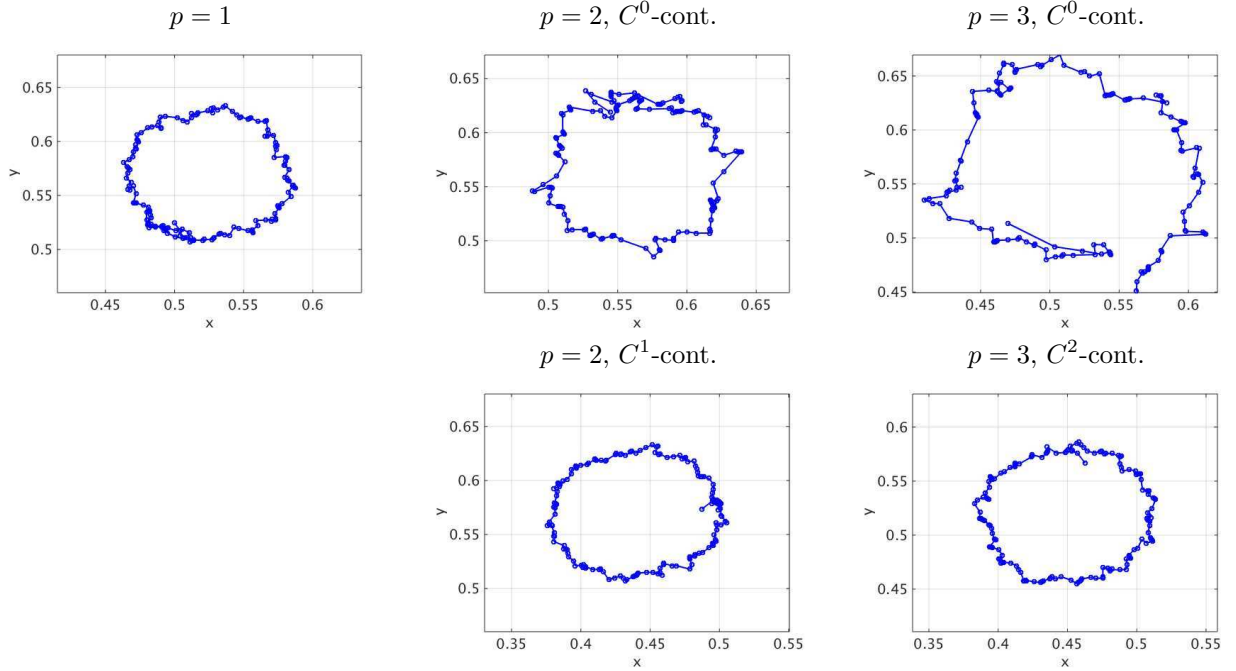 p = 1
p = 2, C⁰-cont.
p = 3, C⁰-cont.
0.65
0.6
0.55
0.5
y
0.45 0.5 0.55 0.6
x
0.65
0.6
0.55
0.5
y
0.5 0.55 0.6 0.65
x
0.65
0.6
0.55
0.5
0.45
y
0.45 0.5 0.55 0.6
x
p = 2, C¹-cont.
p = 3, C²-cont.
0.65
0.6
0.55
0.5
y
0.35 0.4 0.45 0.5 0.55
x
0.6
0.55
0.5
0.45
y
0.35 0.4 0.45 0.5 0.55
x